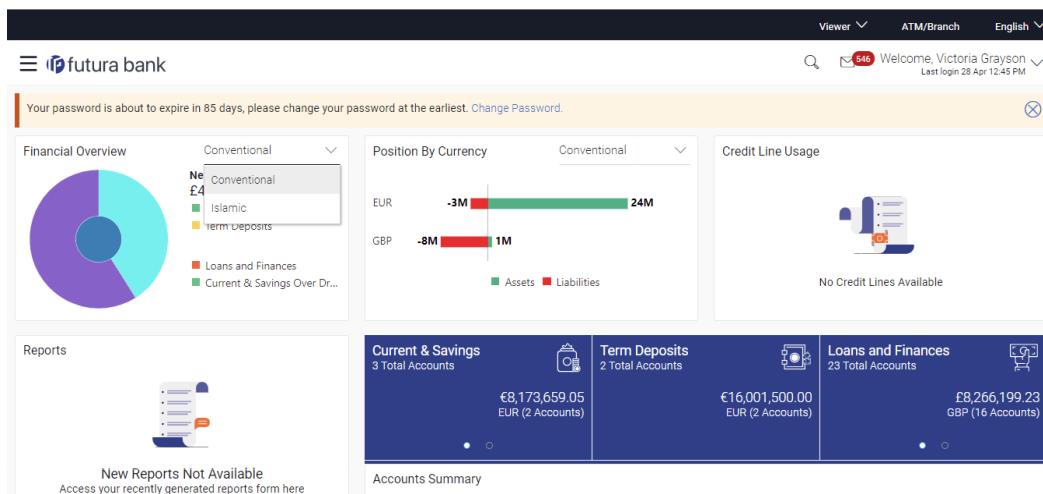 Viewer ATM/Branch English
futura bank
546 Welcome, Victoria Grayson
Last login 28 Apr 12:45 PM
Your password is about to expire in 85 days, please change your password at the earliest. Change Password.
Financial Overview Conventional
Conventional
Islamic
Ne
£4
Term Deposits
Loans and Finances
Current & Savings Over Dr...
Position By Currency Conventional
EUR -3M 24M
GBP -8M 1M
Assets Liabilities
Credit Line Usage
No Credit Lines Available
Reports
New Reports Not Available
Access your recently generated reports form here
Current & Savings
3 Total Accounts
€8,173,659.05
EUR (2 Accounts)
Term Deposits
2 Total Accounts
€16,001,500.00
EUR (2 Accounts)
Loans and Finances
23 Total Accounts
£8,266,199.23
GBP (16 Accounts)
Accounts Summary